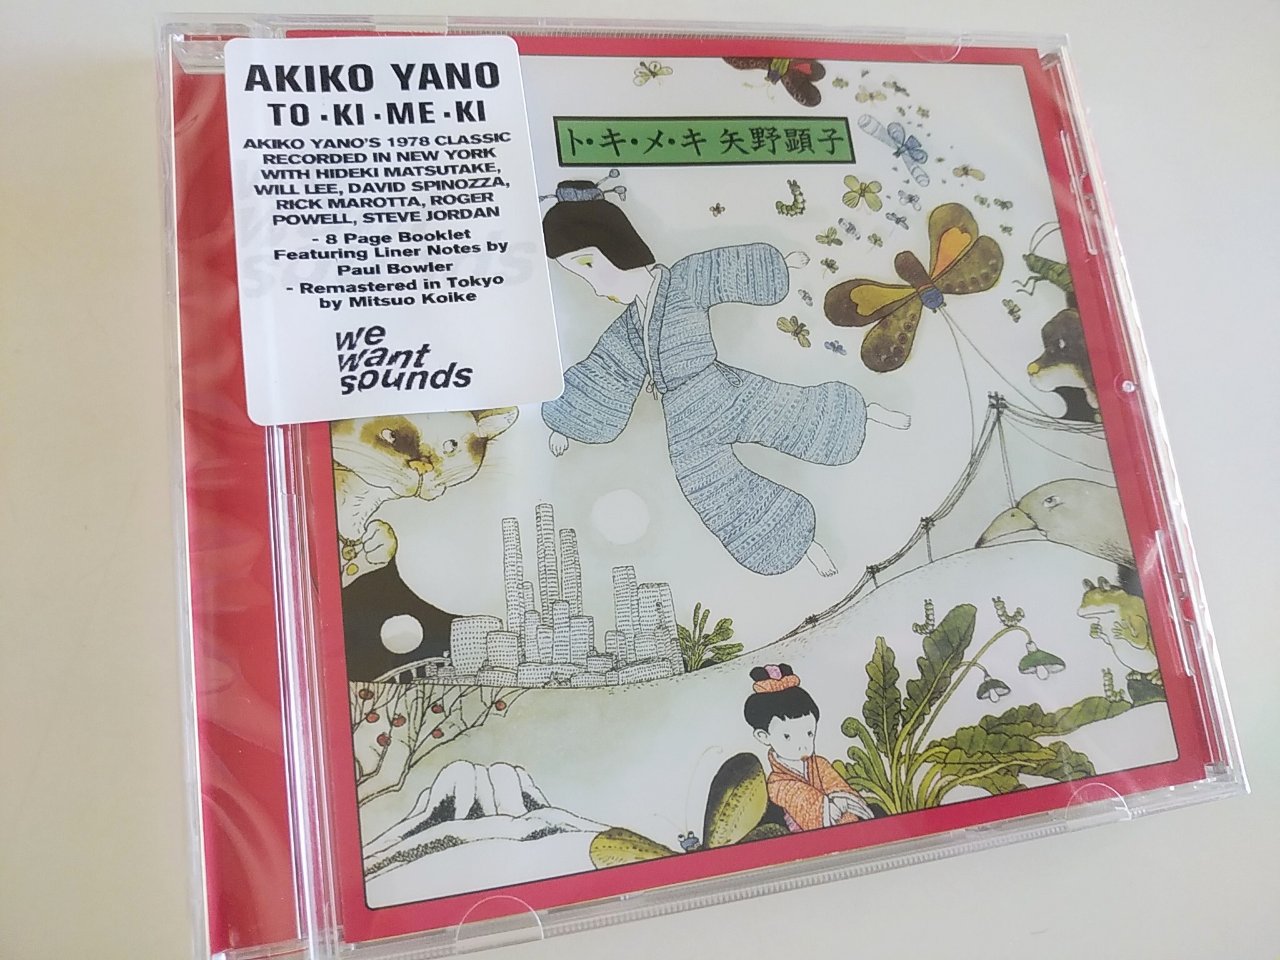 AKIKO YANO
TO・KI・ME・KI
AKIKO YANO'S 1978 CLASSIC
RECORDED IN NEW YORK
WITH HIDEKI MATSUTAKE,
WILL LEE, DAVID SPINOZZA,
RICK MAROTTA, ROGER
POWELL, STEVE JORDAN
- 8 Page Booklet
Featuring Liner Notes by
Paul Bowler
- Remastered in Tokyo
by Mitsuo Koike
we
want
sounds
ト・キ・メ・キ 矢野顕子